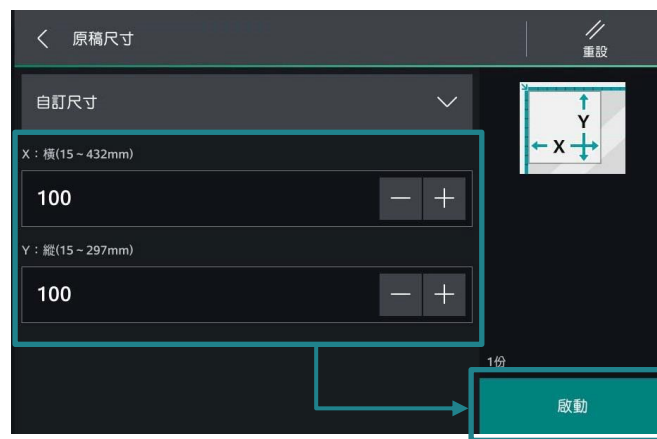 原稿尺寸
重設
自訂尺寸
X：橫(15 ~ 432mm)
100
Y：縱(15 ~ 297mm)
100
Y
X
1份
啟動